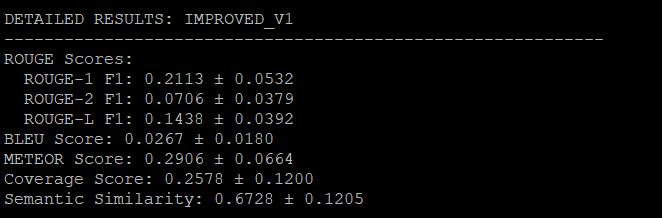 DETAILED RESULTS: IMPROVED_V1
------------------------------------------------------------
ROUGE Scores:
  ROUGE-1 F1: 0.2113 ± 0.0532
  ROUGE-2 F1: 0.0706 ± 0.0379
  ROUGE-L F1: 0.1438 ± 0.0392
BLEU Score: 0.0267 ± 0.0180
METEOR Score: 0.2906 ± 0.0664
Coverage Score: 0.2578 ± 0.1200
Semantic Similarity: 0.6728 ± 0.1205